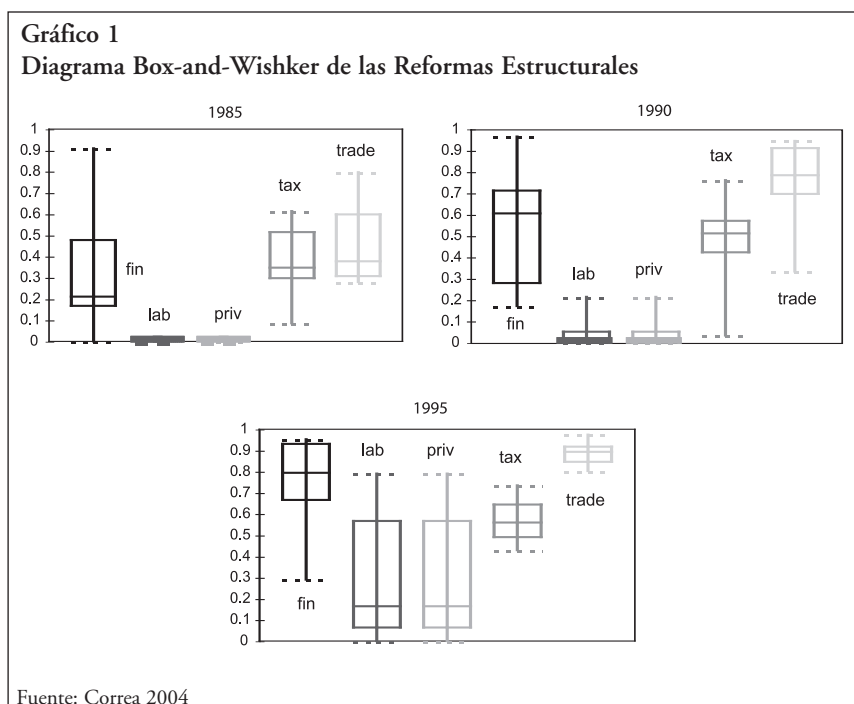 Gráfico 1
Diagrama Box-and-Wishker de las Reformas Estructurales
1985
1
0.9
0.8
0.7
0.6
0.5
0.4
0.3
0.2
0.1
0
fin
lab
priv
tax
trade
1990
1
0.9
0.8
0.7
0.6
0.5
0.4
0.3
0.2
0.1
0
fin
lab
priv
tax
trade
1995
1
0.9
0.8
0.7
0.6
0.5
0.4
0.3
0.2
0.1
0
fin
lab
priv
tax
trade
Fuente: Correa 2004